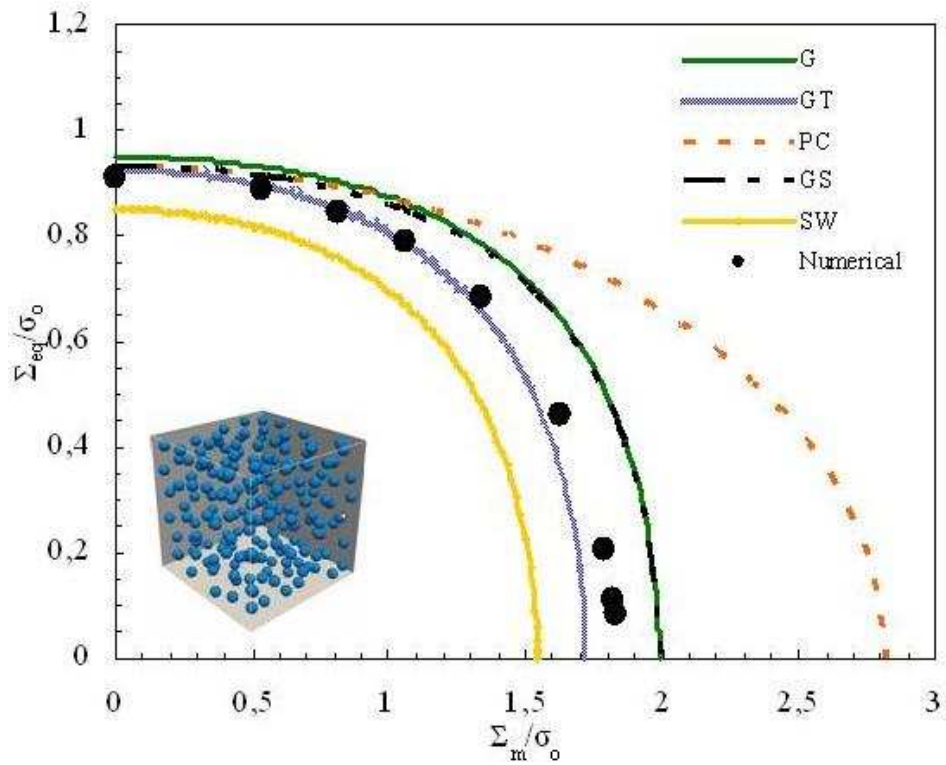 1,2
1
0,8
0,6
0,4
0,2
0
Σeq/σo
G
GT
PC
GS
SW
Numerical
0 0,5 1 1,5 2 2,5 3
Σm/σo